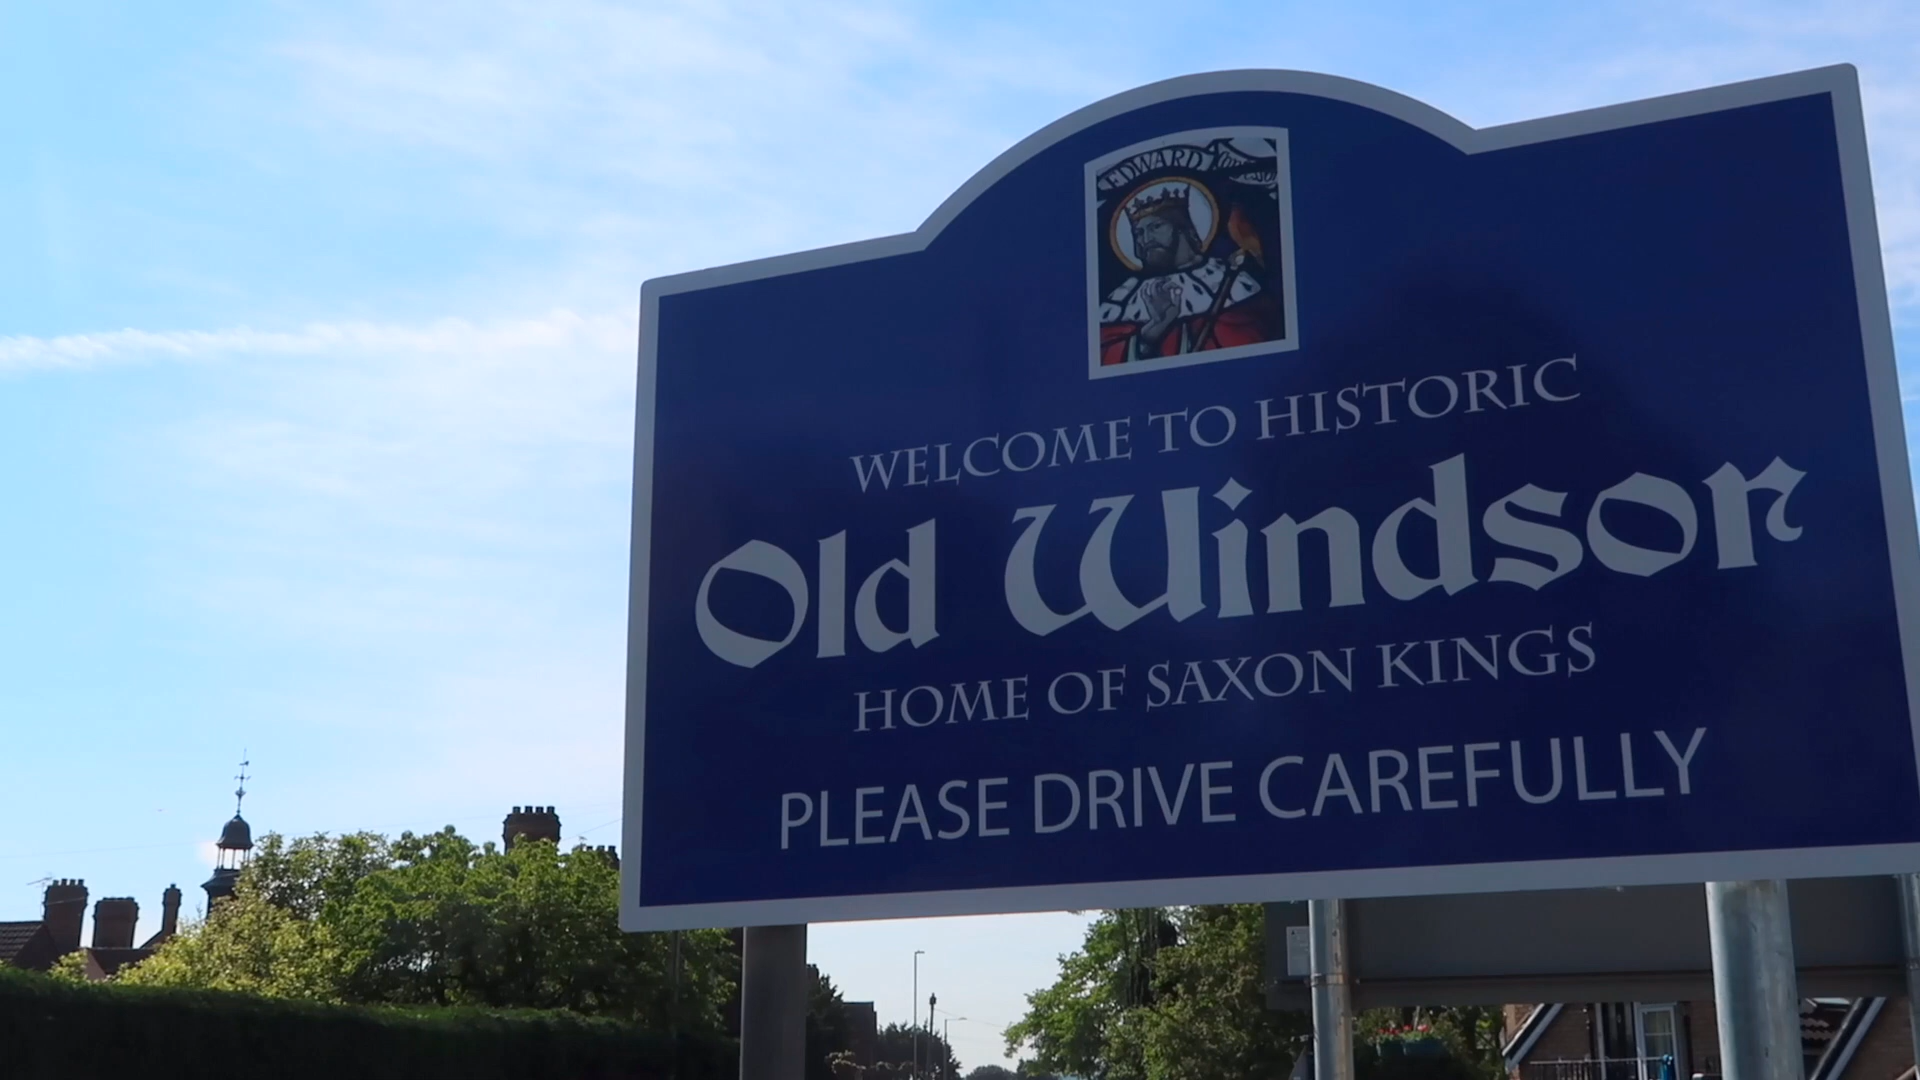 EDWARD
WELCOME TO HISTORIC
Old Windsor
HOME OF SAXON KINGS
PLEASE DRIVE CAREFULLY